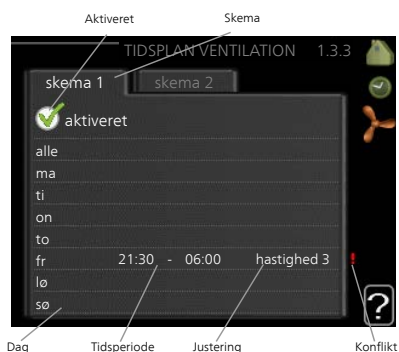 Aktiveret Skema
TIDSPLAN VENTILATION 1.3.3
skema 1 skema 2
aktiveret
alle
ma
ti
on
to
fr 21:30 - 06:00 hastighed 3 !
lø
sø
?
Dag Tidsperiode Justering Konflikt